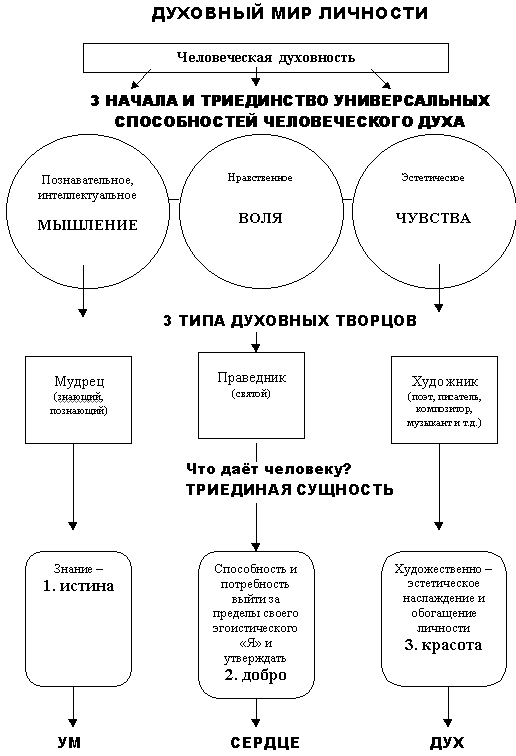 ДУХОВНЫЙ МИР ЛИЧНОСТИ
Человеческая духовность
3 НАЧАЛА И ТРИЕДИНСТВО УНИВЕРСАЛЬНЫХ
СПОСОБНОСТЕЙ ЧЕЛОВЕЧЕСКОГО ДУХА
Познавательное,
интеллектуальное
МЫШЛЕНИЕ
Нравственное
ВОЛЯ
Эстетическое
ЧУВСТВА
3 ТИПА ДУХОВНЫХ ТВОРЦОВ
Мудрец
(знающий,
познающий)
Праведник
(святой)
Художник
(поэт, писатель,
композитор,
музыкант и т.д.)
Что даёт человеку?
ТРИЕДИНАЯ СУЩНОСТЬ
Знание –
1. истина
Способность и
потребность
выйти за
пределы своего
эгоистического
«Я» и
утверждать
2. добро
Художественно –
эстетическое
наслаждение и
обогащение
личности
3. красота
УМ
СЕРДЦЕ
ДУХ